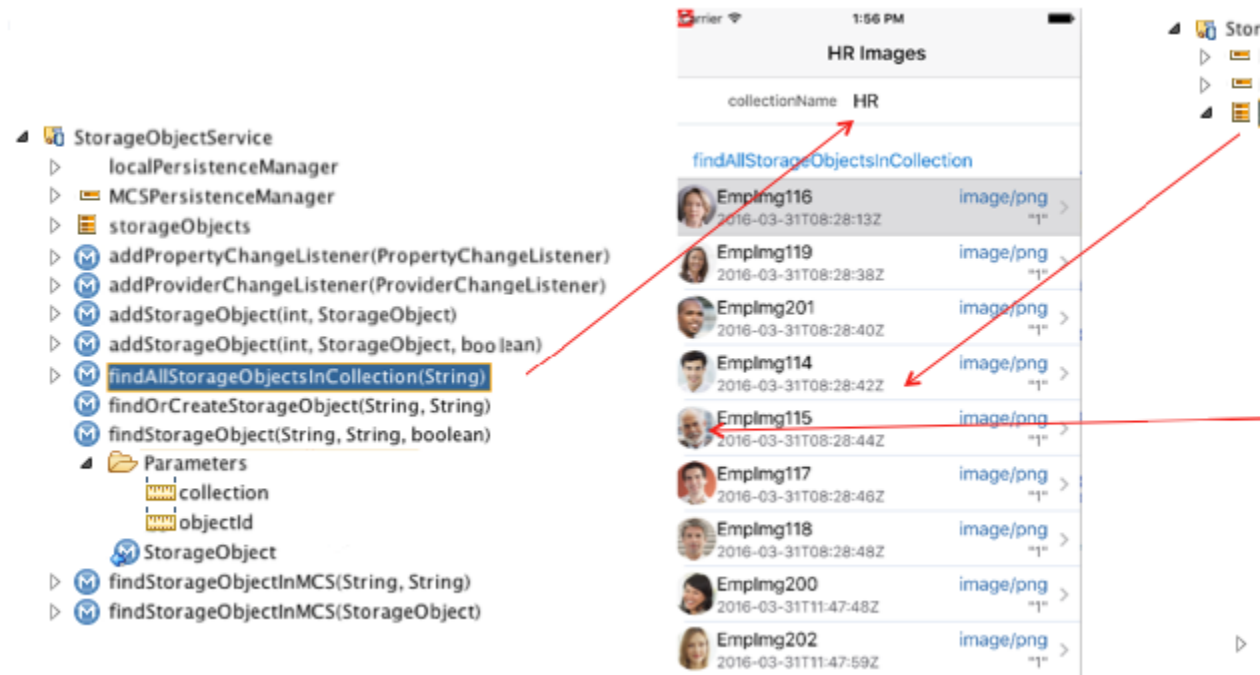 StorageObjectService
localPersistenceManager
MCSPersistenceManager
storageObjects
addPropertyChangeListener(PropertyChangeListener)
addProviderChangeListener(ProviderChangeListener)
addStorageObject(int, StorageObject)
addStorageObject(int, StorageObject, boolean)
findAllStorageObjectsInCollection(String)
findOrCreateStorageObject(String, String)
findStorageObject(String, String, boolean)
Parameters
collection
objectId
StorageObject
findStorageObjectInMCS(String, String)
findStorageObjectInMCS(StorageObject)
1:56 PM
HR Images
collectionName HR
findAllStorageObjectsInCollection
EmpImg116 image/png
2016-03-31T08:28:13Z "1"
EmpImg119 image/png
2016-03-31T08:28:38Z "1"
EmpImg201 image/png
2016-03-31T08:28:40Z "1"
EmpImg114 image/png
2016-03-31T08:28:42Z "1"
EmpImg115 image/png
2016-03-31T08:28:44Z "1"
EmpImg117 image/png
2016-03-31T08:28:46Z "1"
EmpImg118 image/png
2016-03-31T08:28:48Z "1"
EmpImg200 image/png
2016-03-31T11:47:48Z "1"
EmpImg202 image/png
2016-03-31T11:47:59Z "1"